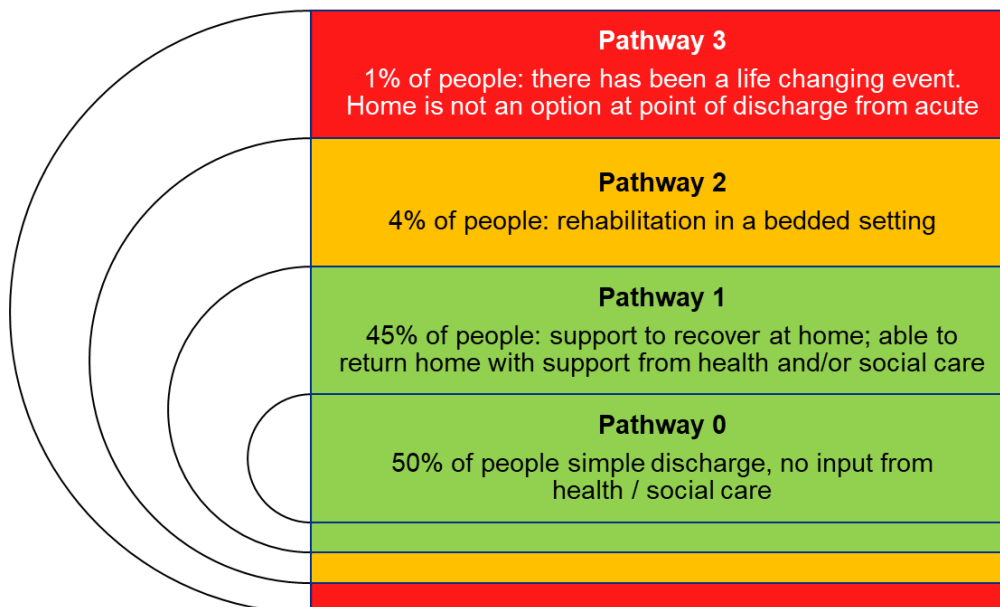 Pathway 3
1% of people: there has been a life changing event.
Home is not an option at point of discharge from acute
Pathway 2
4% of people: rehabilitation in a bedded setting
Pathway 1
45% of people: support to recover at home; able to
return home with support from health and/or social care
Pathway 0
50% of people simple discharge, no input from
health / social care